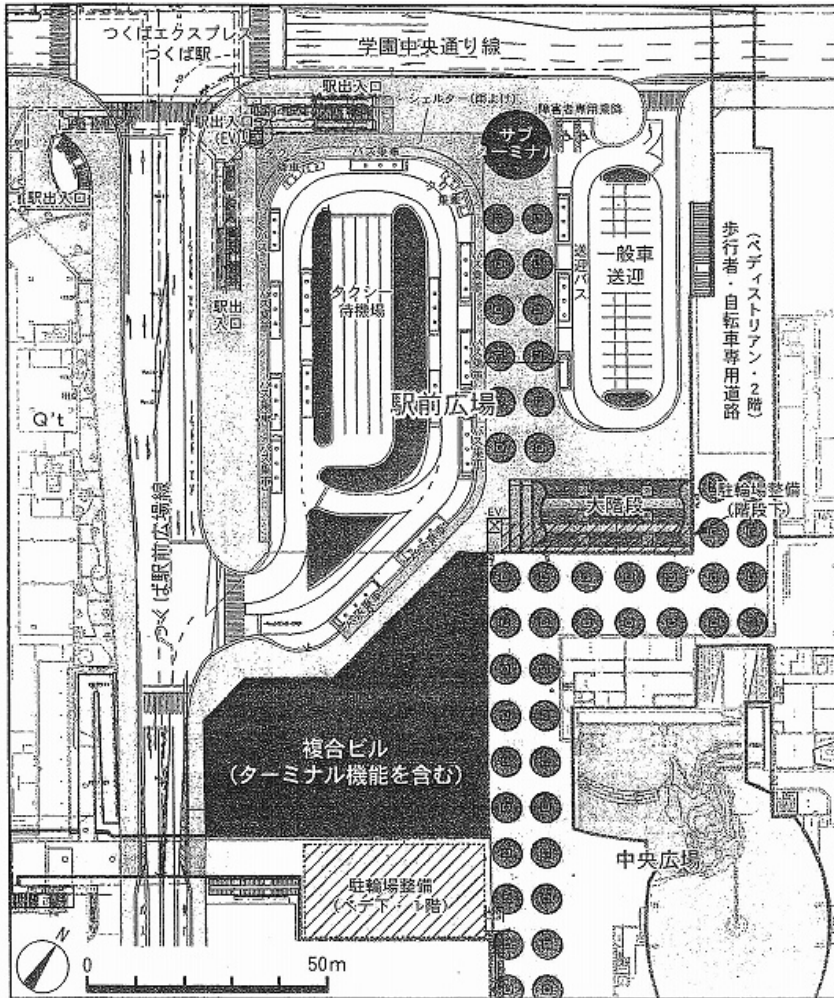 つくばエクスプレス
つくば駅
学園中央通り線
駅出入口
シェルター(雨よけ)
障害者専用乗降
駅出入口
(EV)
サブ
ターミナル
駅出入口
駅出
入口
タクシー
待機場
送迎バス
一般車
送迎
(ペディストリアン・2階)
歩行者・自転車専用道路
駅前広場
Q't
つくば駅前広場線
EV
大階段
駐輪場整備
(階段下)
複合ビル
(ターミナル機能を含む)
駐輪場整備
(ペデ下・1階)
中央広場
N
0
50m